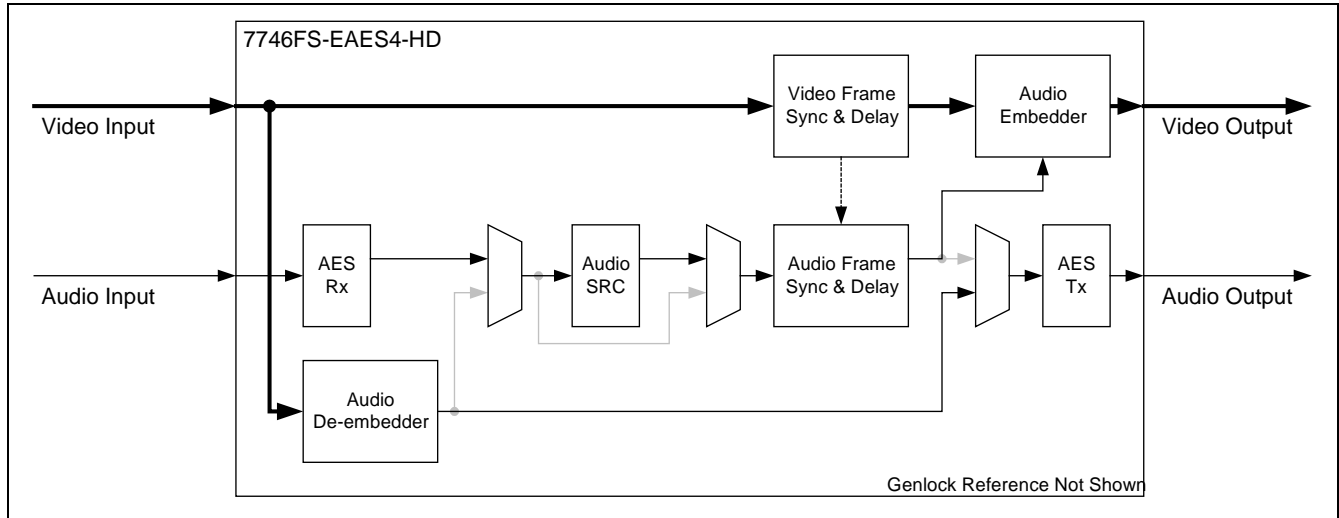 7746FS-EAES4-HD
Video Frame
Sync & Delay
Audio
Embedder
Video Input
Video Output
AES
Rx
Audio
SRC
Audio Frame
Sync & Delay
AES
Tx
Audio Input
Audio Output
Audio
De-embedder
Genlock Reference Not Shown